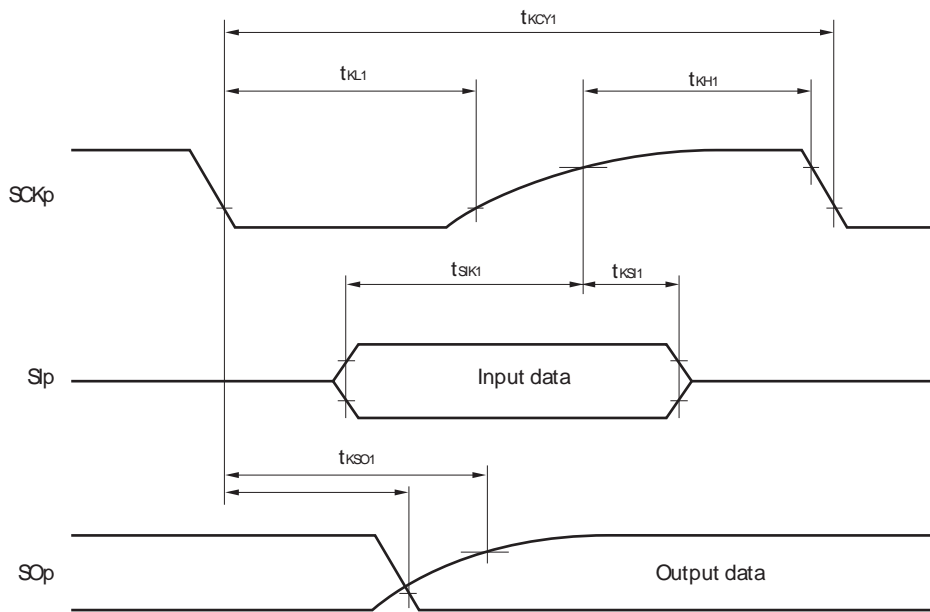 tKCY1
tKL1
tKH1
SCKp
tSIK1
tKSI1
SIp
Input data
tKSO1
SOp
Output data